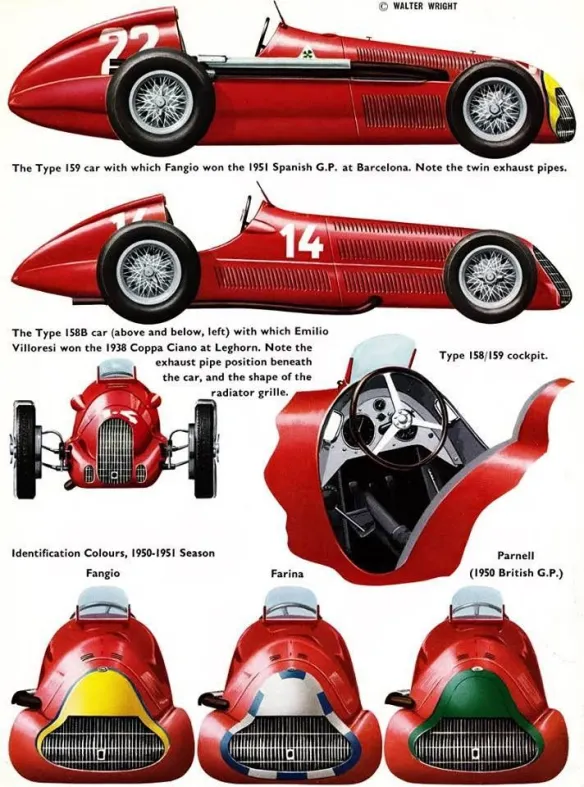 © WALTER WRIGHT
22
The Type 159 car with which Fangio won the 1951 Spanish G.P. at Barcelona. Note the twin exhaust pipes.
14
14
The Type 158B car (above and below, left) with which Emilio
Villoresi won the 1938 Coppa Ciano at Leghorn. Note the
exhaust pipe position beneath
the car, and the shape of the
radiator grille.
Type 158/159 cockpit.
Identification Colours, 1950-1951 Season
Fangio
Farina
Parnell
(1950 British G.P.)